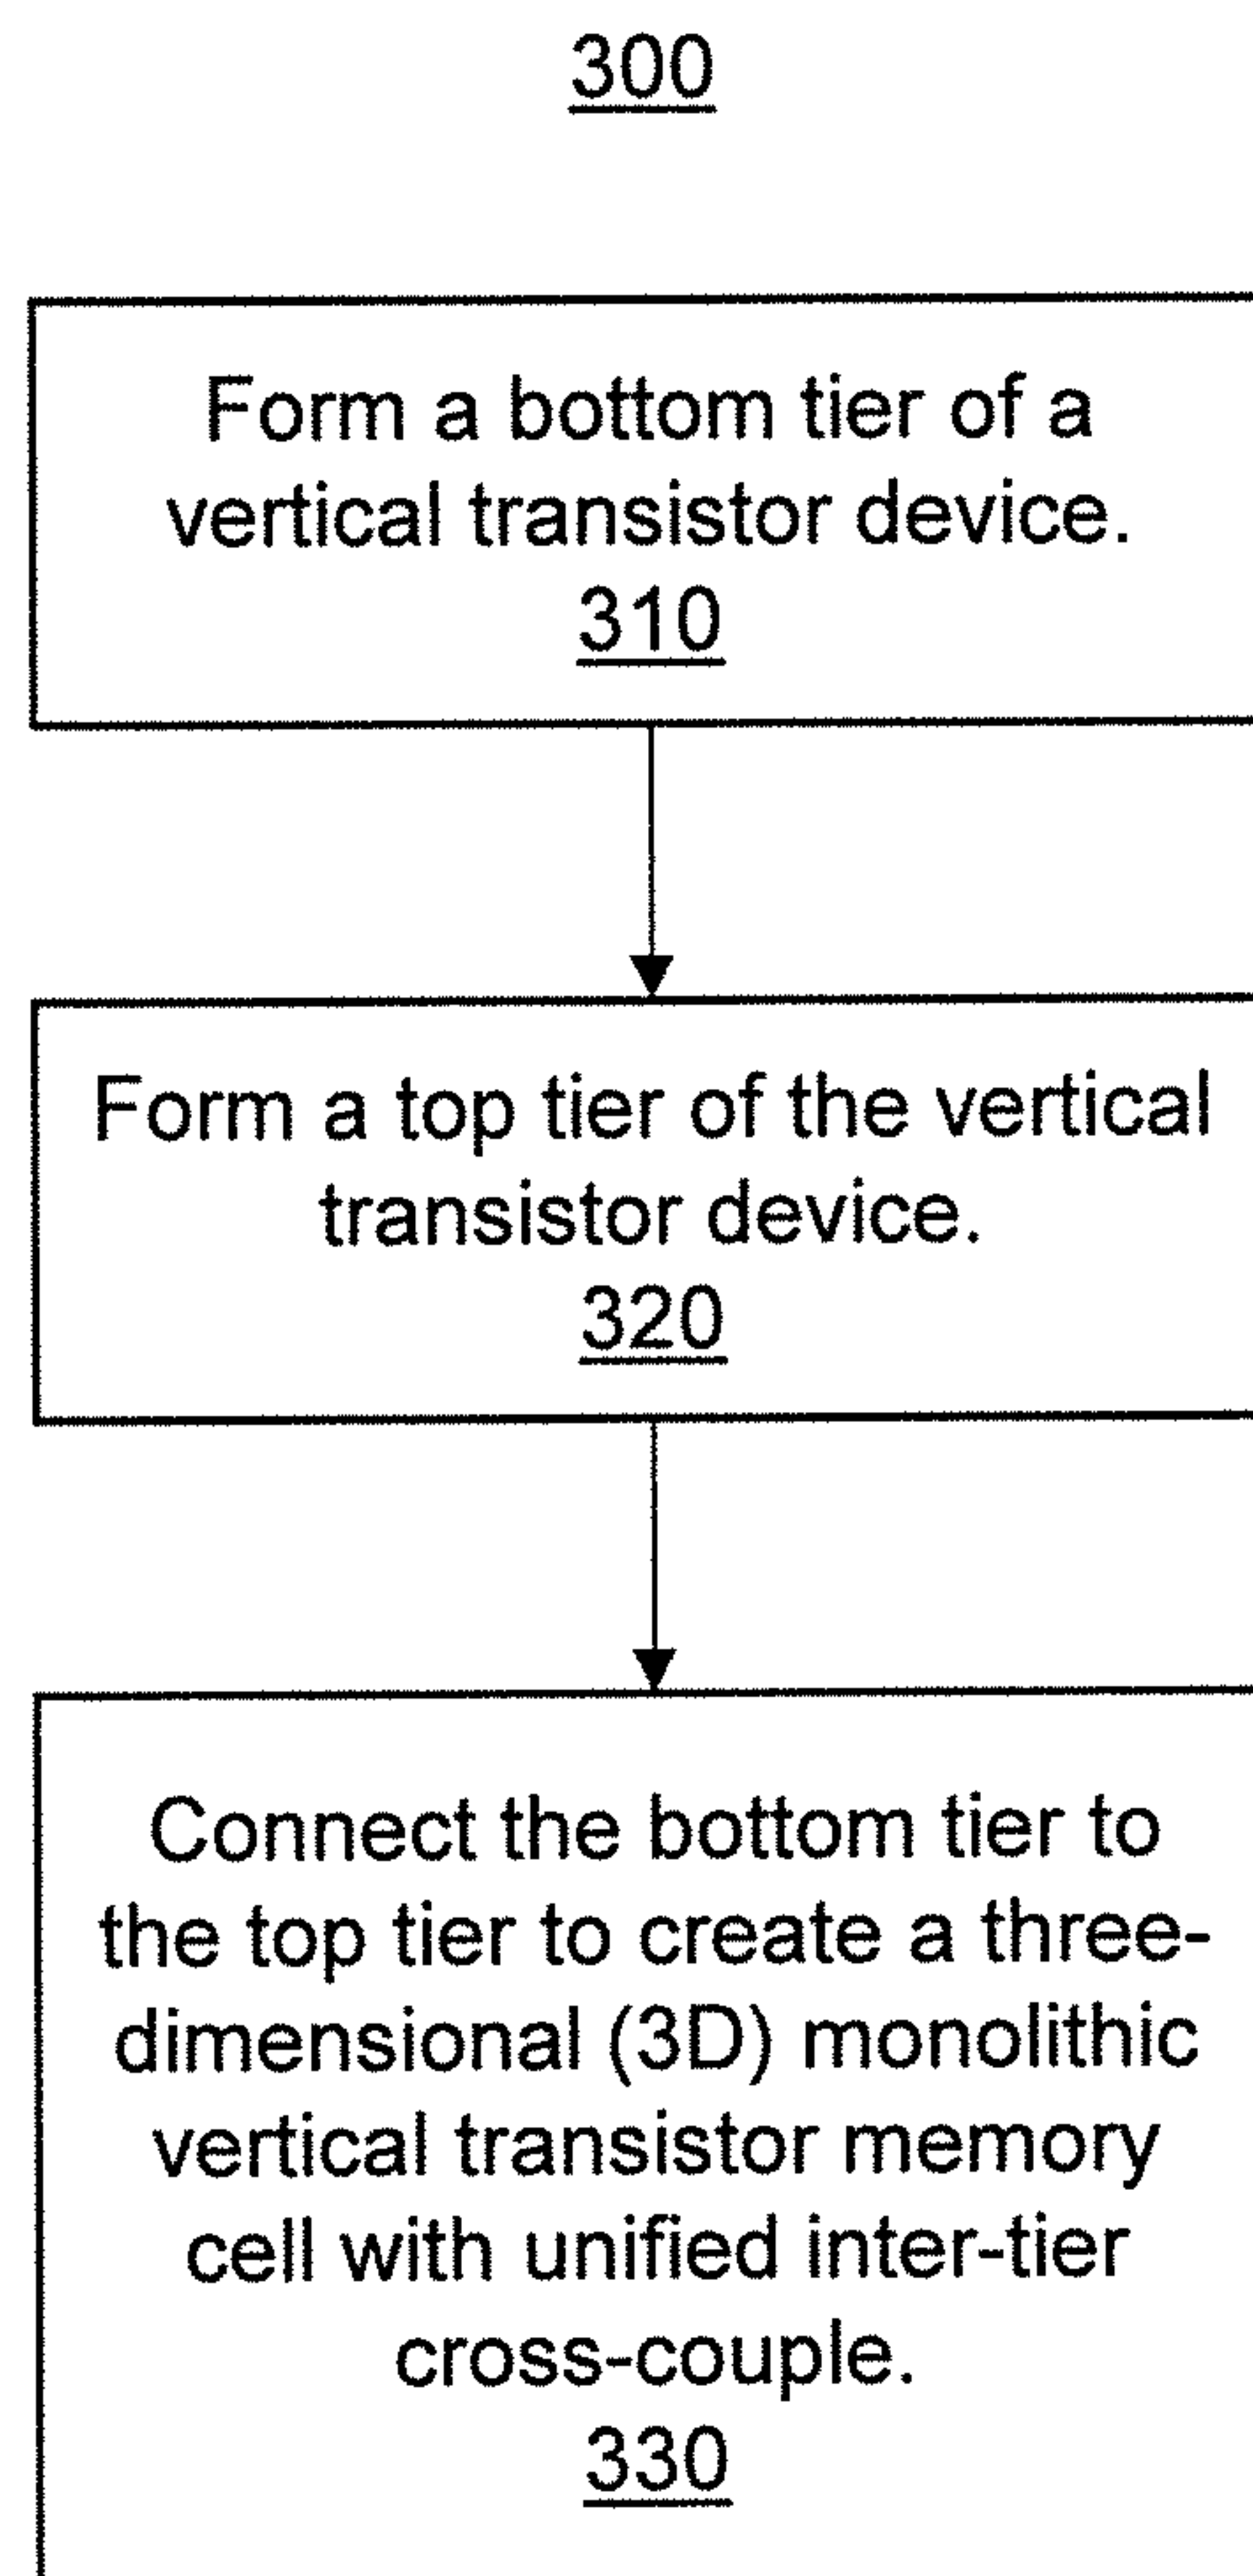 300
Form a bottom tier of a
vertical transistor device.
310
Form a top tier of the vertical
transistor device.
320
Connect the bottom tier to
the top tier to create a three-
dimensional (3D) monolithic
vertical transistor memory
cell with unified inter-tier
cross-couple.
330